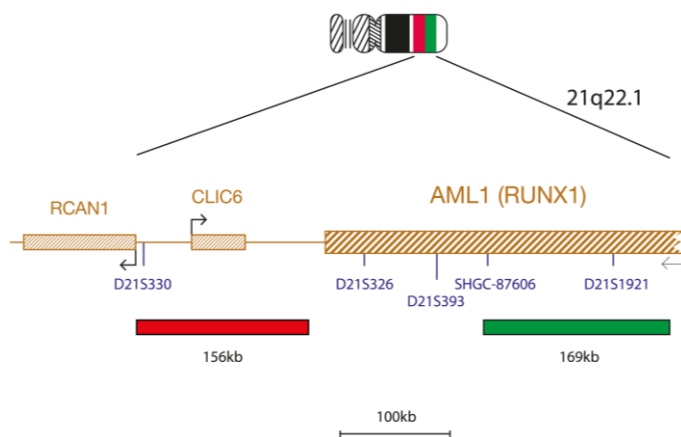 21q22.1
AML1 (RUNX1)
CLIC6
RCAN1
D21S330
D21S326
SHGC-87606
D21S1921
D21S393
156kb
169kb
100kb